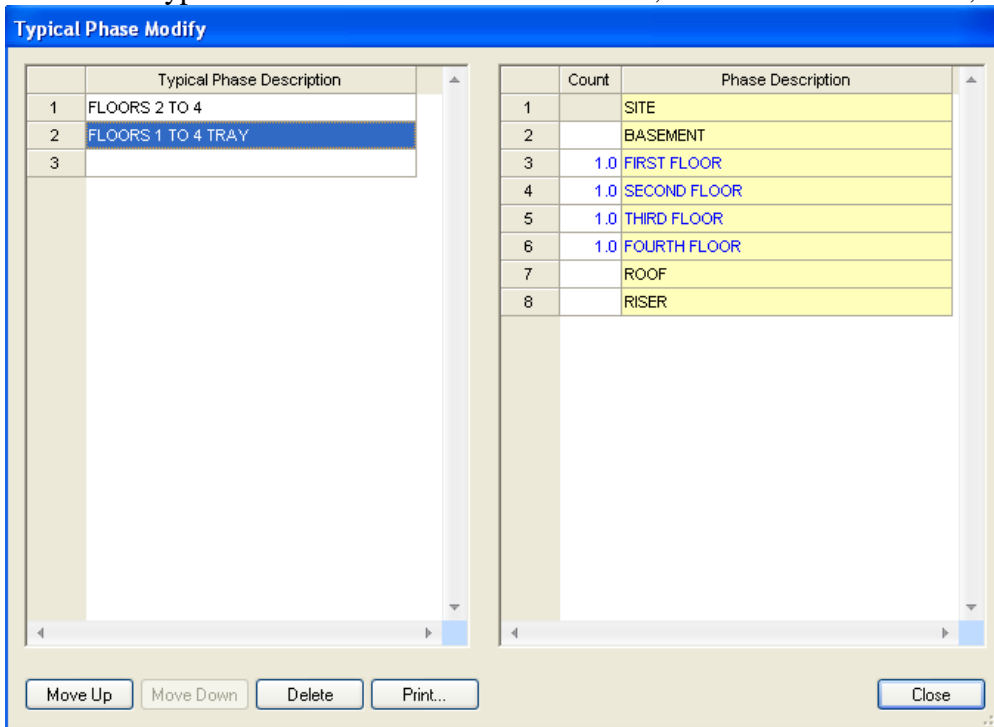 Typical Phase Modify
Typical Phase Description
1 FLOORS 2 TO 4
2 FLOORS 1 TO 4 TRAY
3
Count Phase Description
1 SITE
2 BASEMENT
3 1.0 FIRST FLOOR
4 1.0 SECOND FLOOR
5 1.0 THIRD FLOOR
6 1.0 FOURTH FLOOR
7 ROOF
8 RISER
Move Up Move Down Delete Print... Close